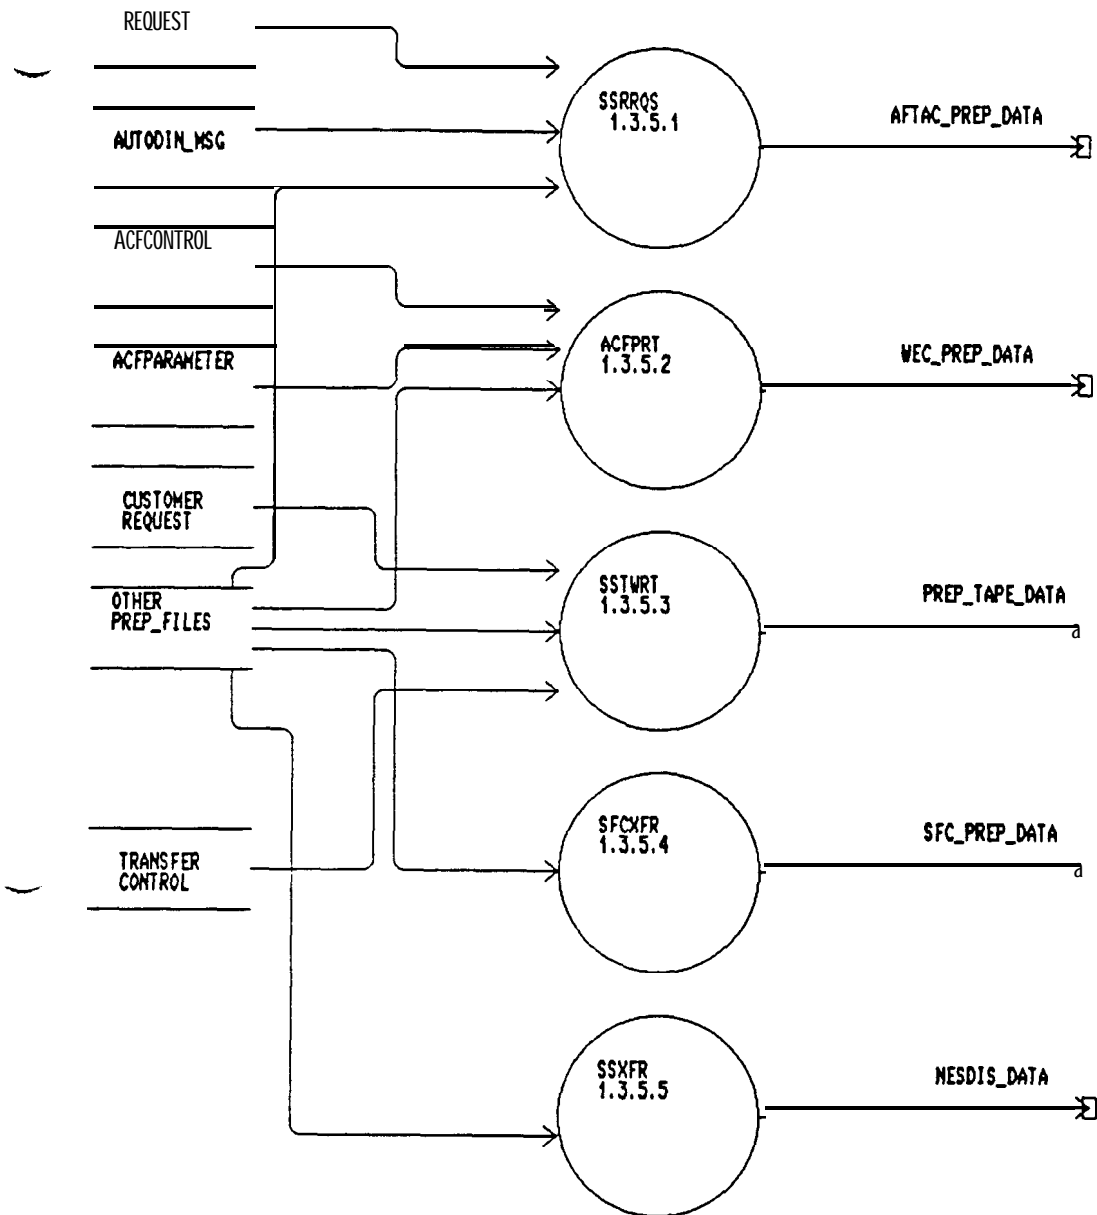 REQUEST
AUTODIN_MSG
ACFCONTROL
ACFPARAMETER
CUSTOMER
REQUEST
OTHER
PREP_FILES
TRANSFER
CONTROL
SSRRQS
1.3.5.1
ACFPRT
1.3.5.2
SSTWRT
1.3.5.3
SFCXFR
1.3.5.4
SSXFR
1.3.5.5
AFTAC_PREP_DATA
WEC_PREP_DATA
PREP_TAPE_DATA
a
SFC_PREP_DATA
a
NESDIS_DATA